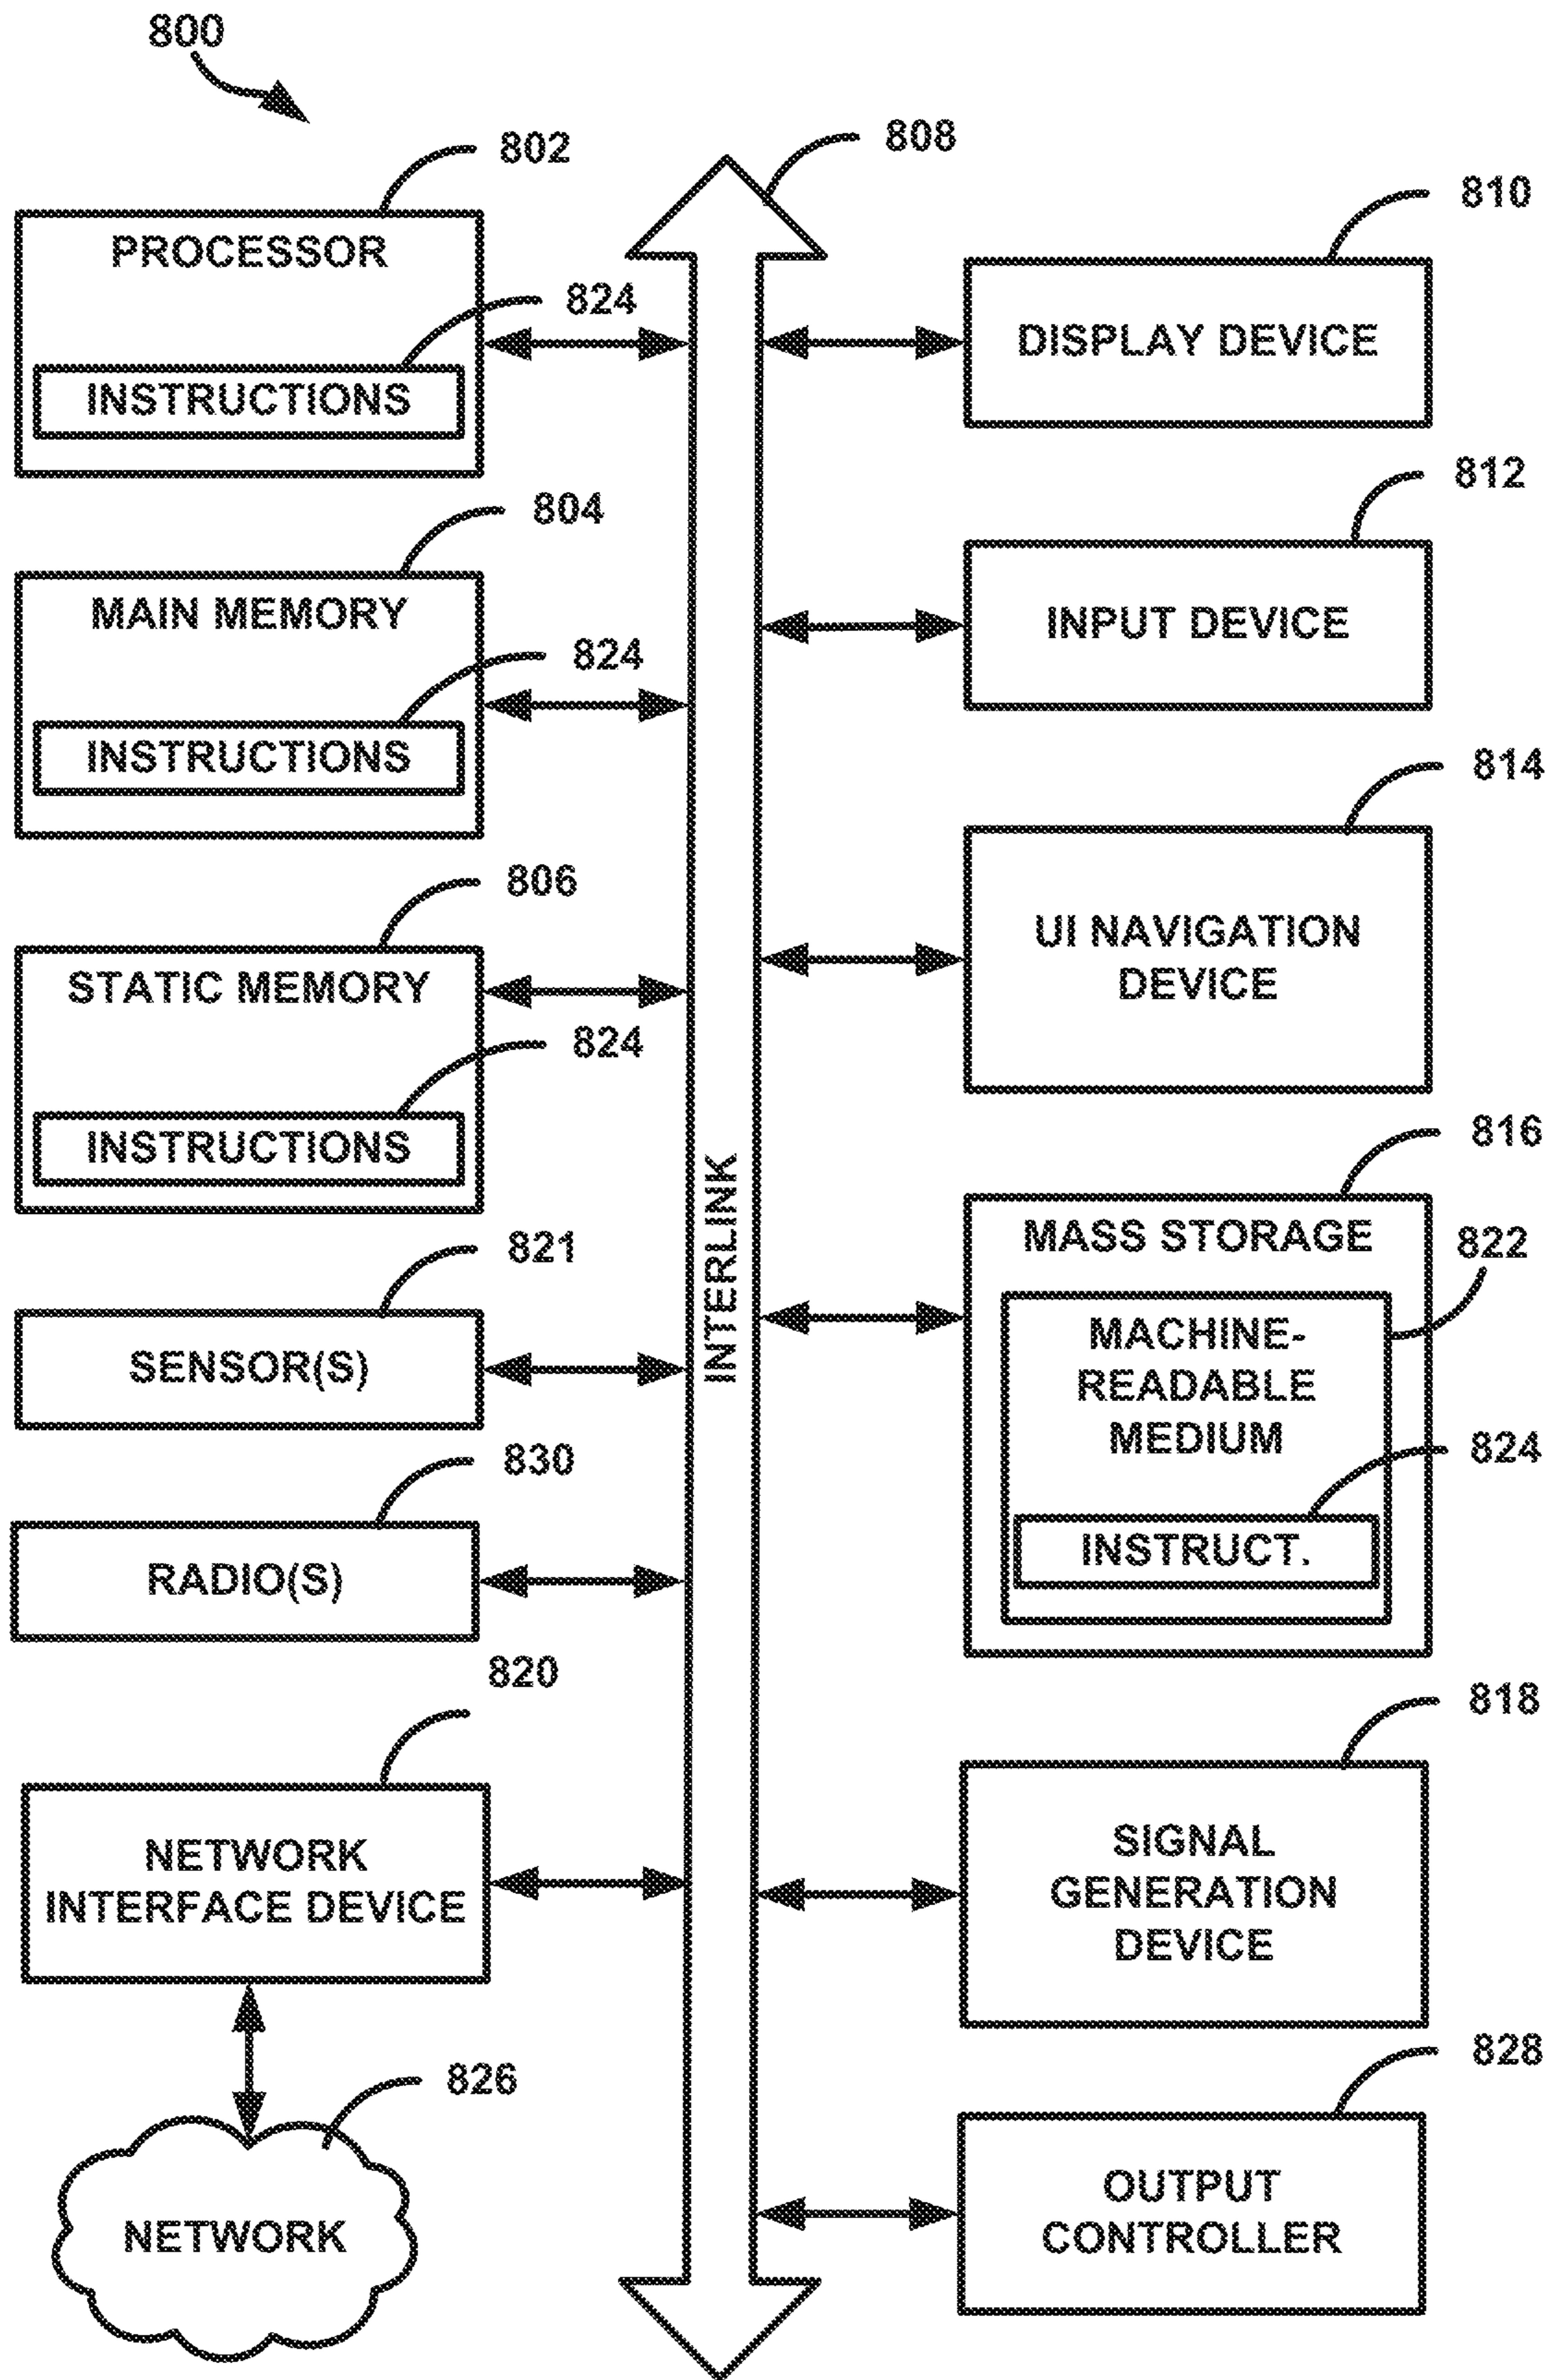 800
802
PROCESSOR
824
INSTRUCTIONS
804
MAIN MEMORY
824
INSTRUCTIONS
806
STATIC MEMORY
824
INSTRUCTIONS
821
SENSOR(S)
830
RADIO(S)
820
NETWORK
INTERFACE DEVICE
826
NETWORK
808
INTERLINK
810
DISPLAY DEVICE
812
INPUT DEVICE
814
UI NAVIGATION
DEVICE
816
MASS STORAGE
822
MACHINE-
READABLE
MEDIUM
824
INSTRUCT.
818
SIGNAL
GENERATION
DEVICE
828
OUTPUT
CONTROLLER